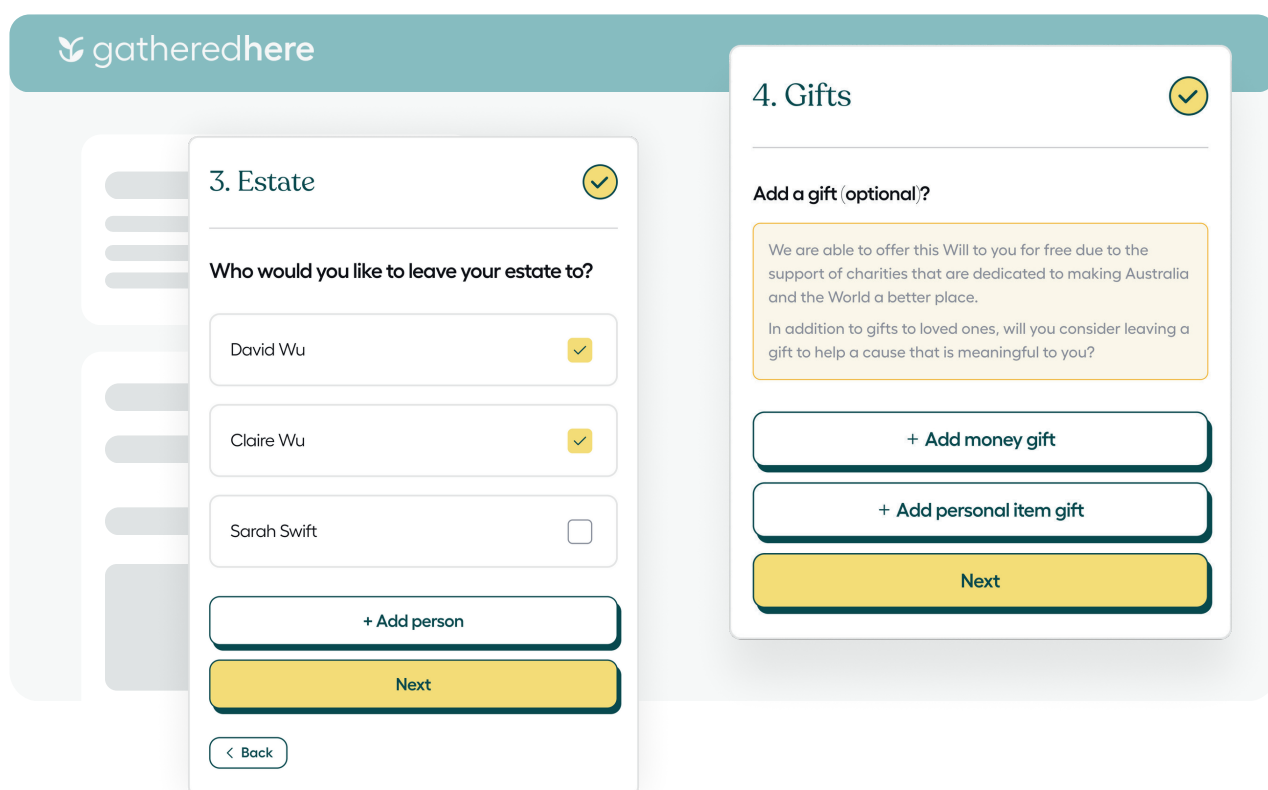 gatheredhere
3. Estate
Who would you like to leave your estate to?
David Wu
Claire Wu
Sarah Swift
+ Add person
Next
< Back
4. Gifts
Add a gift (optional)?
We are able to offer this Will to you for free due to the
support of charities that are dedicated to making Australia
and the World a better place.
In addition to gifts to loved ones, will you consider leaving a
gift to help a cause that is meaningful to you?
+ Add money gift
+ Add personal item gift
Next